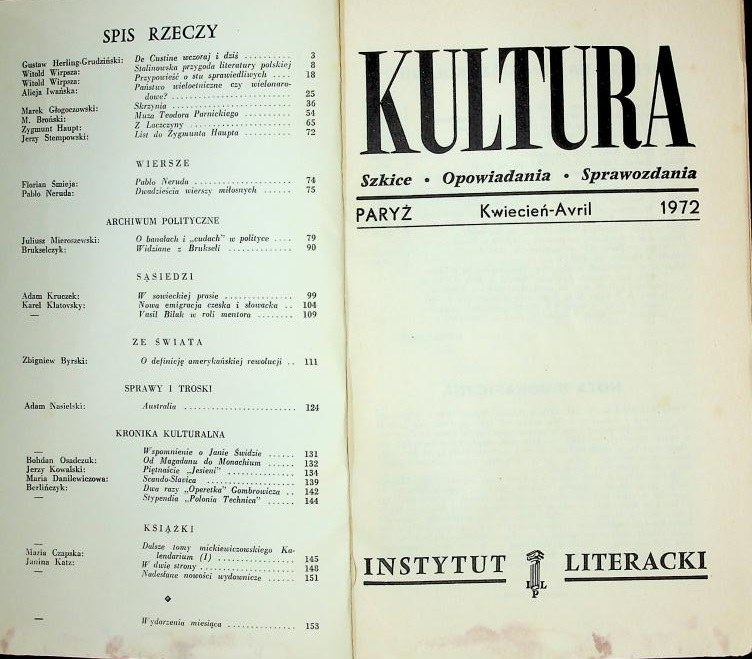 SPIS RZECZY
Gustaw Herling-Grudziński: De Custine wczoraj i dziś .......... 3
Witold Wirpsza: Stalinowska przygoda literatury polskiej 8
Witold Wirpsza: Przypowieść o stu sprawiedliwych .... 18
Alicja Iwańska: Państwo wieloetniczne czy wielonaro-
dowe? ......................... 25
Marek Głogoczowski: Skrzynia ......................... 36
M. Broński: Muza Teodora Parnickiego ........... 54
Zygmunt Haupt: Z Laczczyny ..................... 65
Jerzy Stempowski: List do Zygmunta Haupta .......... 72
WIERSZE
Florian Śmieja: Pablo Neruda ..................... 74
Pablo Neruda: Dwadzieścia wierszy miłosnych ...... 75
ARCHIWUM POLITYCZNE
Juliusz Mieroszewski: O banałach i „cudach" w polityce .... 79
Brukselczyk: Widziane z Brukseli .............. 90
SĄSIEDZI
Adam Kruczek: W sowieckiej prasie ............... 99
Karel Klatovsky: Nowa emigracja czeska i słowacka .. 104
— Vasil Bilak w roli mentora ........ 109
ZE ŚWIATA
Zbigniew Byrski: O definicję amerykańskiej rewolucji .. 111
SPRAWY I TROSKI
Adam Nasielski: Australia ......................... 124
KRONIKA KULTURALNA
— Wspomnienie o Janie Świdzie ...... 131
Bohdan Osadczuk: Od Magadanu do Monachium ...... 132
Jerzy Kowalski: Piętnaście „Jesieni" .............. 134
Maria Danilewiczowa: Scando-Slavica ................... 139
Berlińczyk: Dwa razy „Operetka" Gombrowicza .. 142
— Stypendia „Polonia Technica" ...... 144
KSIĄŻKI
— Dalsze tomy mickiewiczowskiego Ka-
lendarium (I) ................... 145
Maria Czapska: W dwie strony ................... 148
Janina Katz: Nadesłane nowości wydawnicze ..... 151
—
— Wydarzenia miesiąca ............... 153
KULTURA
Szkice • Opowiadania • Sprawozdania
PARYŻ Kwiecień-Avril 1972
INSTYTUT LITERACKI
I L
P